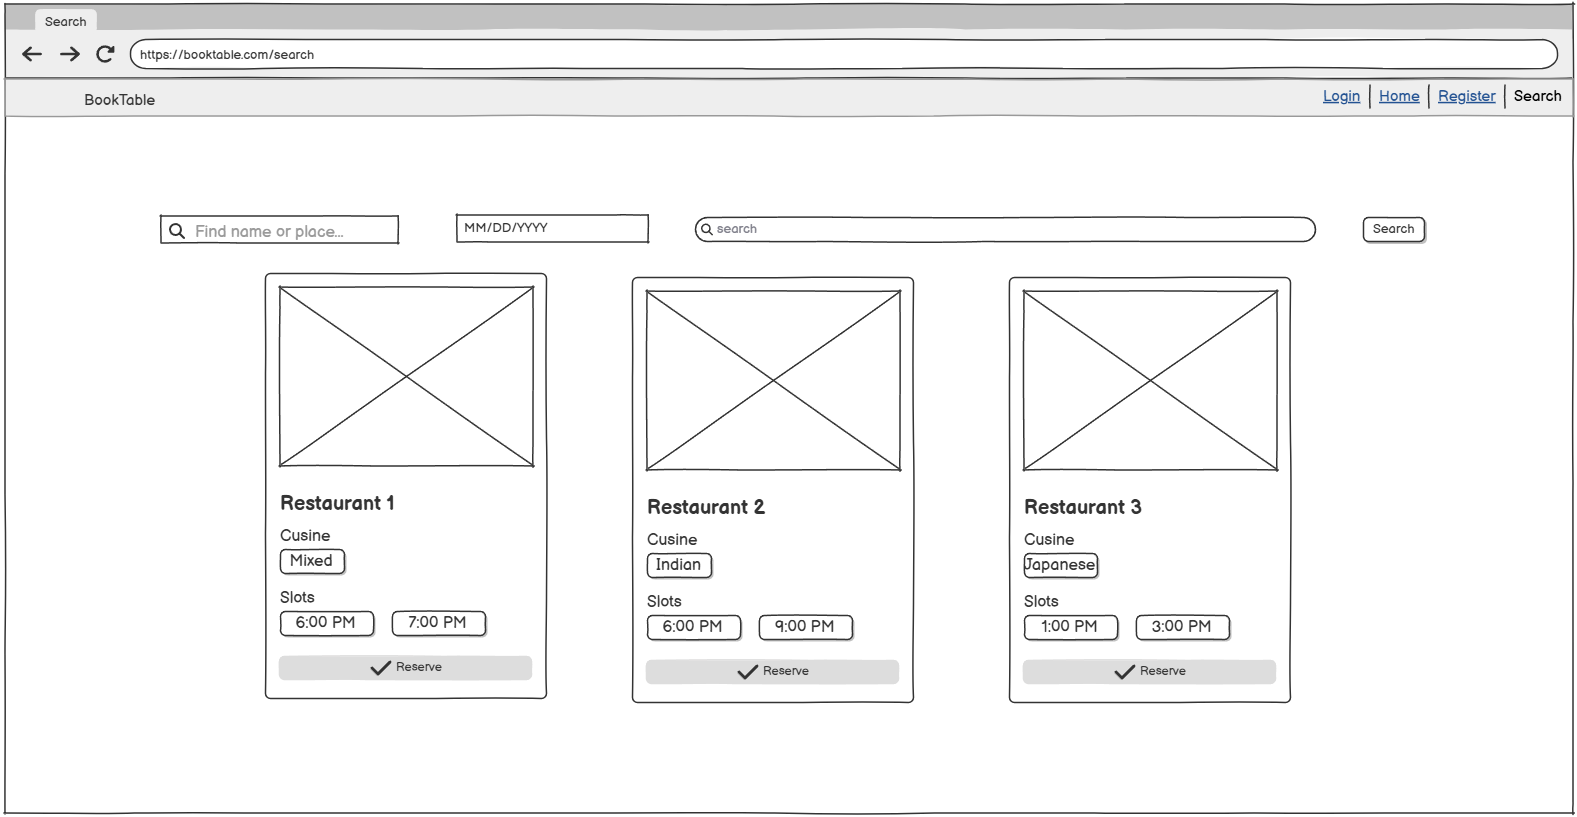 Search
https://booktable.com/search
BookTable
Login Home Register Search
Find name or place...
MM/DD/YYYY
search
Search
Restaurant 1
Cusine
Mixed
Slots
6:00 PM 7:00 PM
Reserve
Restaurant 2
Cusine
Indian
Slots
6:00 PM 9:00 PM
Reserve
Restaurant 3
Cusine
Japanese
Slots
1:00 PM 3:00 PM
Reserve